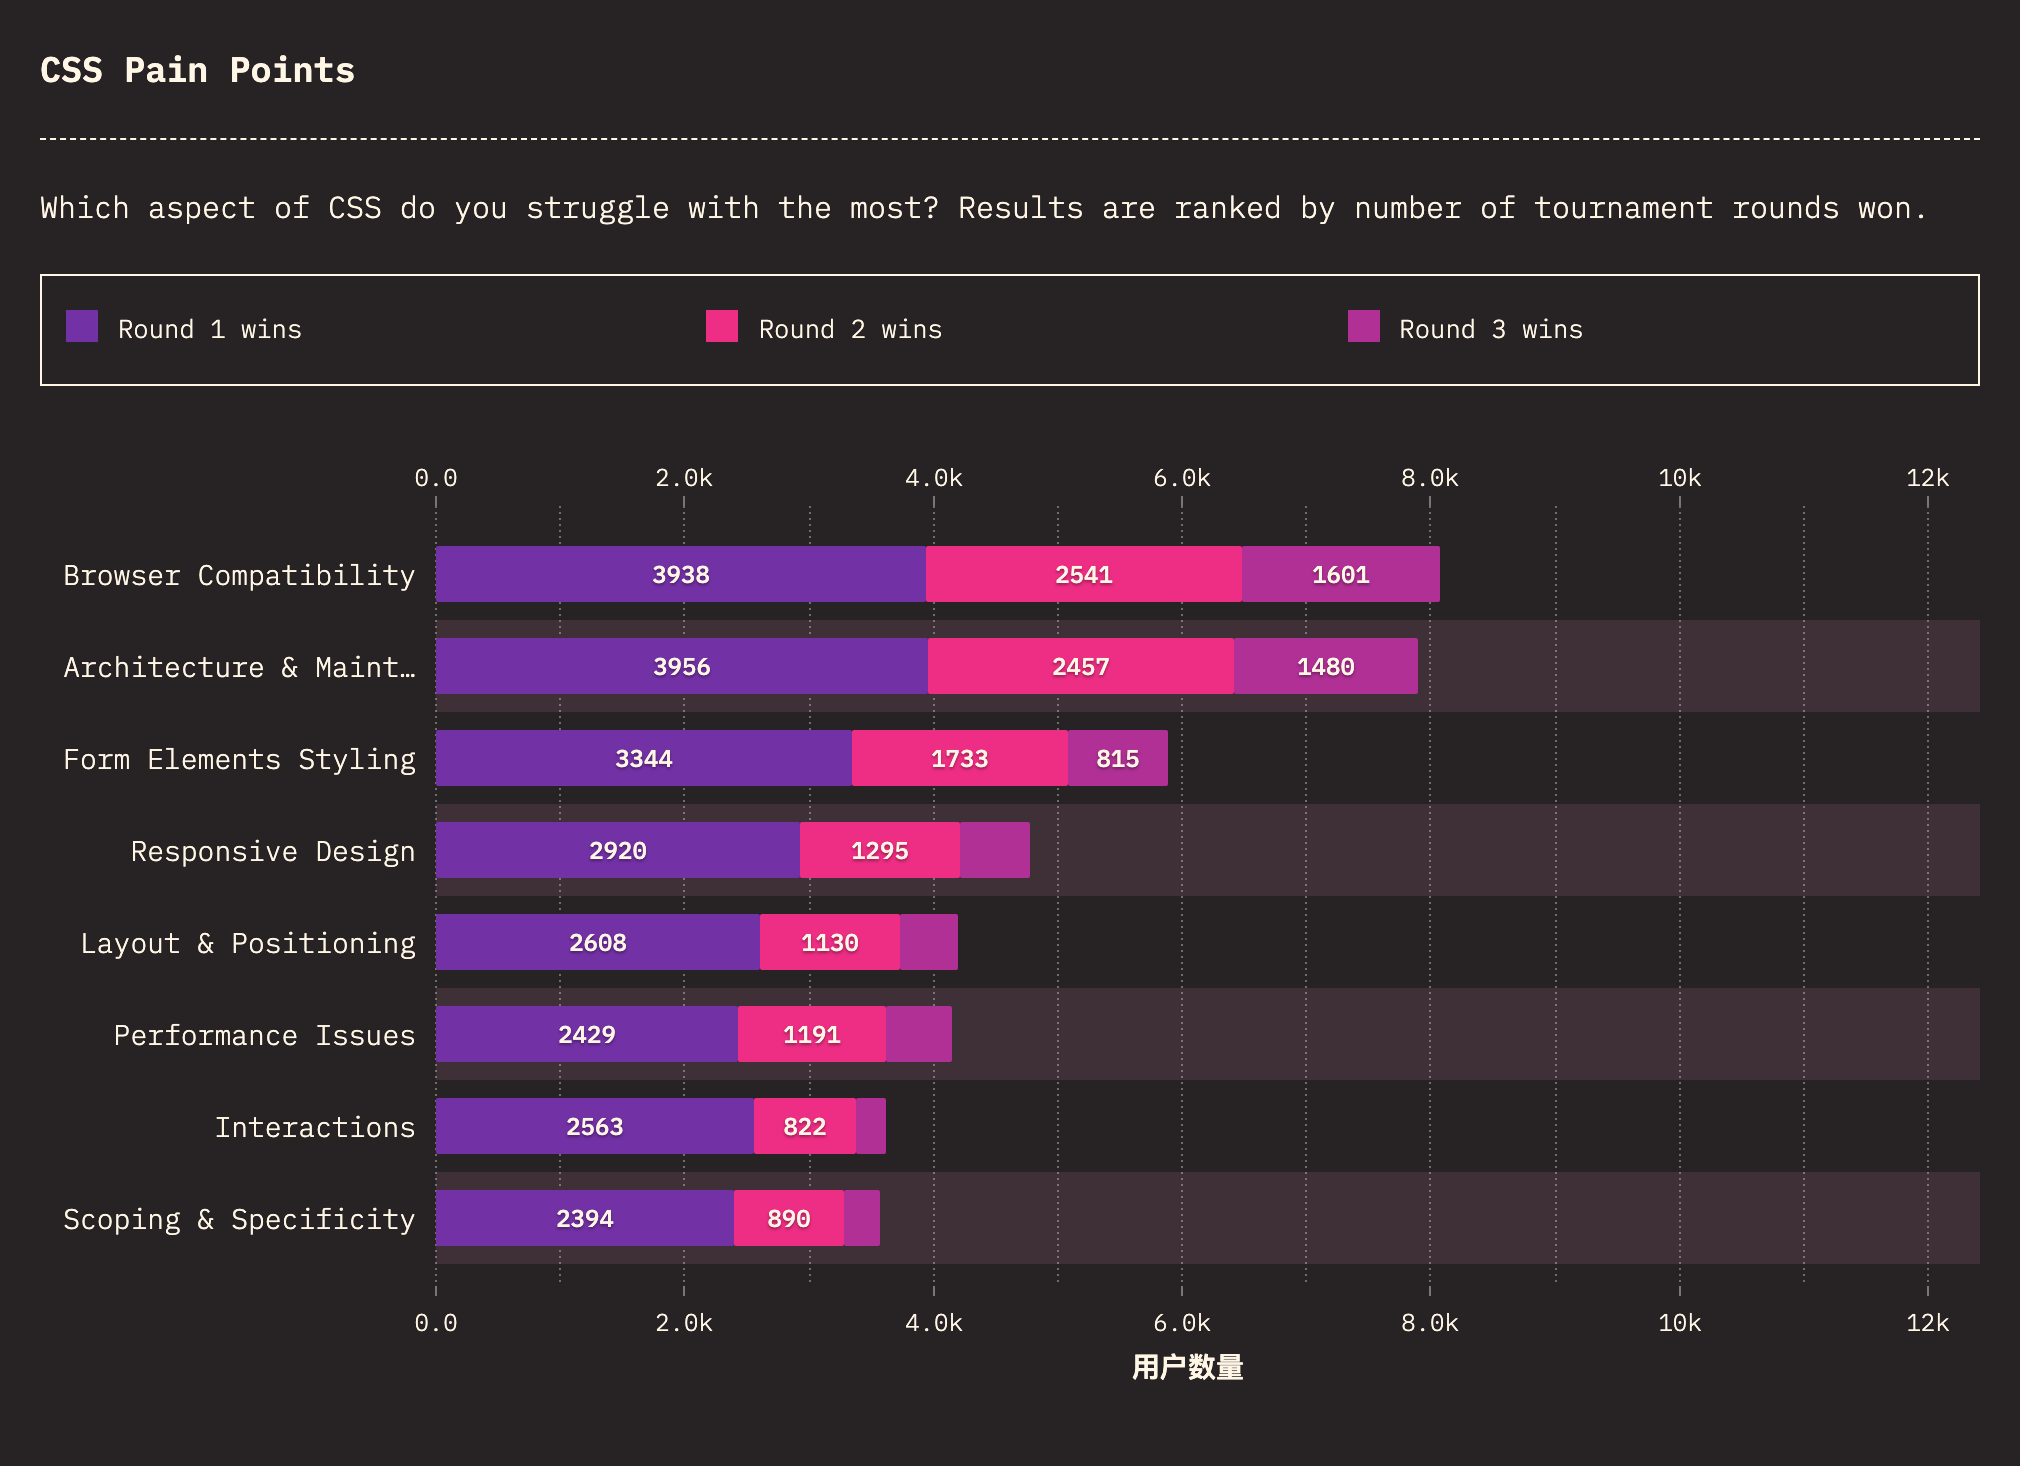 CSS Pain Points
Which aspect of CSS do you struggle with the most? Results are ranked by number of tournament rounds won.
Round 1 wins Round 2 wins Round 3 wins
0.0 2.0k 4.0k 6.0k 8.0k 10k 12k
Browser Compatibility 3938 2541 1601
Architecture & Maint… 3956 2457 1480
Form Elements Styling 3344 1733 815
Responsive Design 2920 1295
Layout & Positioning 2608 1130
Performance Issues 2429 1191
Interactions 2563 822
Scoping & Specificity 2394 890
0.0 2.0k 4.0k 6.0k 8.0k 10k 12k
用户数量